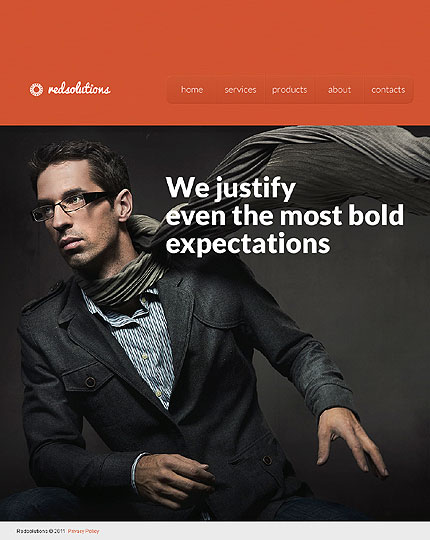 redsolutions
home services products about contacts
We justify
even the most bold
expectations
Redsolutions © 2011 Privacy Policy